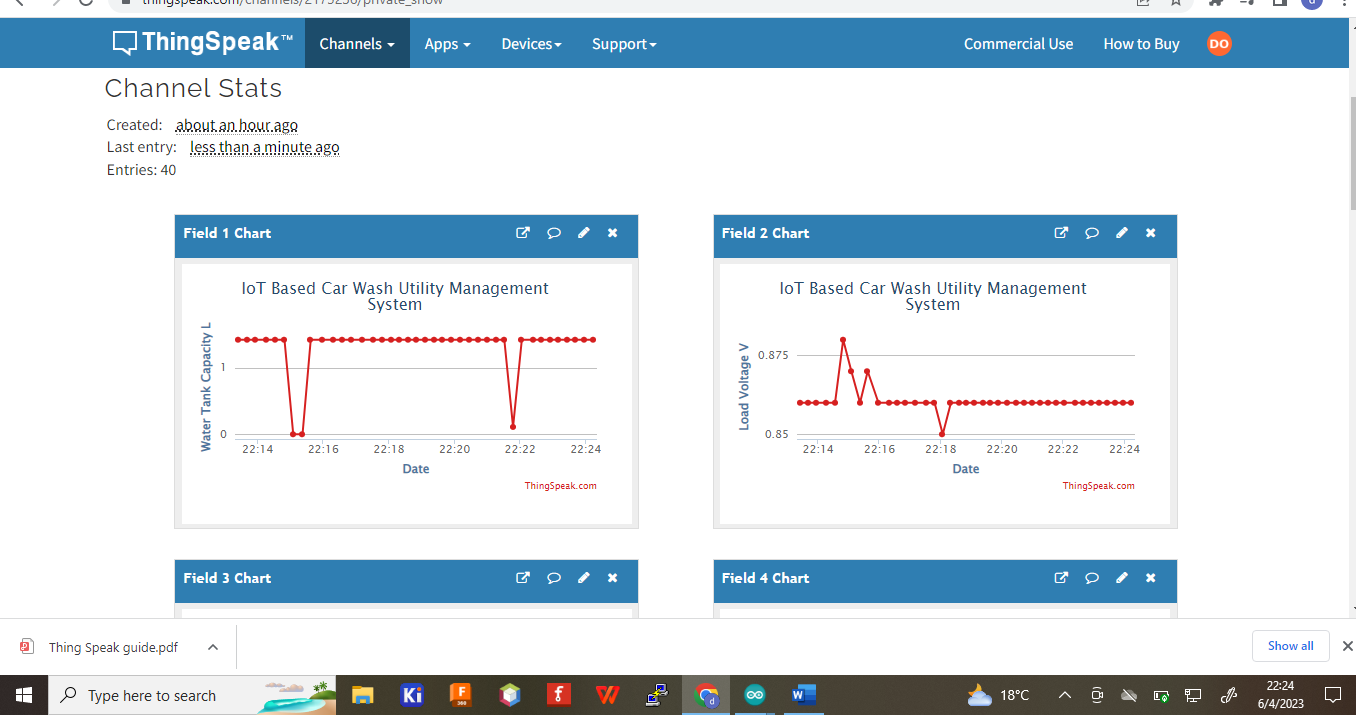 ThingSpeak™ Channels Apps Devices Support Commercial Use How to Buy DO
Channel Stats
Created: about an hour ago
Last entry: less than a minute ago
Entries: 40
Field 1 Chart
IoT Based Car Wash Utility Management
System
Water Tank Capacity L
1
0
22:14 22:16 22:18 22:20 22:22 22:24
Date
ThingSpeak.com
Field 2 Chart
IoT Based Car Wash Utility Management
System
Load Voltage V
0.875
0.85
22:14 22:16 22:18 22:20 22:22 22:24
Date
ThingSpeak.com
Field 3 Chart
Field 4 Chart
Thing Speak guide.pdf
Show all
Type here to search
Ki
F
360
f
d
W
18°C
22:24
6/4/2023